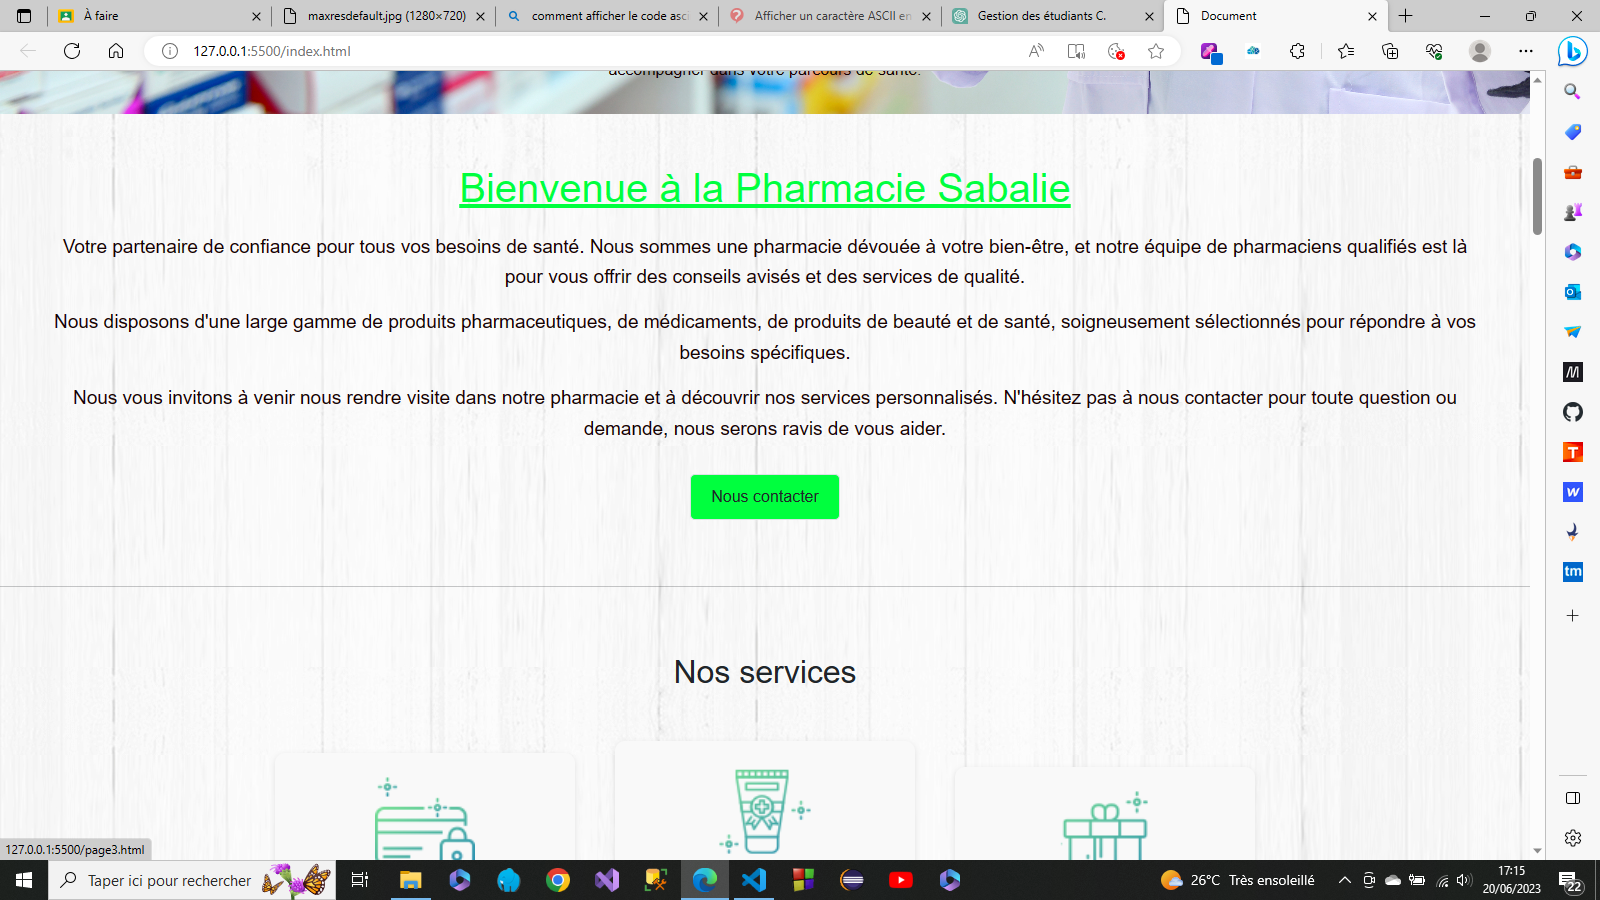 À faire
maxresdefault.jpg (1280×720)
comment afficher le code asci
Afficher un caractère ASCII en
Gestion des étudiants C.
Document
127.0.0.1:5500/index.html
accompagner dans votre parcours de santé.
Bienvenue à la Pharmacie Sabalie
Votre partenaire de confiance pour tous vos besoins de santé. Nous sommes une pharmacie dévouée à votre bien-être, et notre équipe de pharmaciens qualifiés est là
pour vous offrir des conseils avisés et des services de qualité.
Nous disposons d'une large gamme de produits pharmaceutiques, de médicaments, de produits de beauté et de santé, soigneusement sélectionnés pour répondre à vos
besoins spécifiques.
Nous vous invitons à venir nous rendre visite dans notre pharmacie et à découvrir nos services personnalisés. N'hésitez pas à nous contacter pour toute question ou
demande, nous serons ravis de vous aider.
Nous contacter
Nos services
127.0.0.1:5500/page3.html
Taper ici pour rechercher
26°C Très ensoleillé
17:15
20/06/2023
22